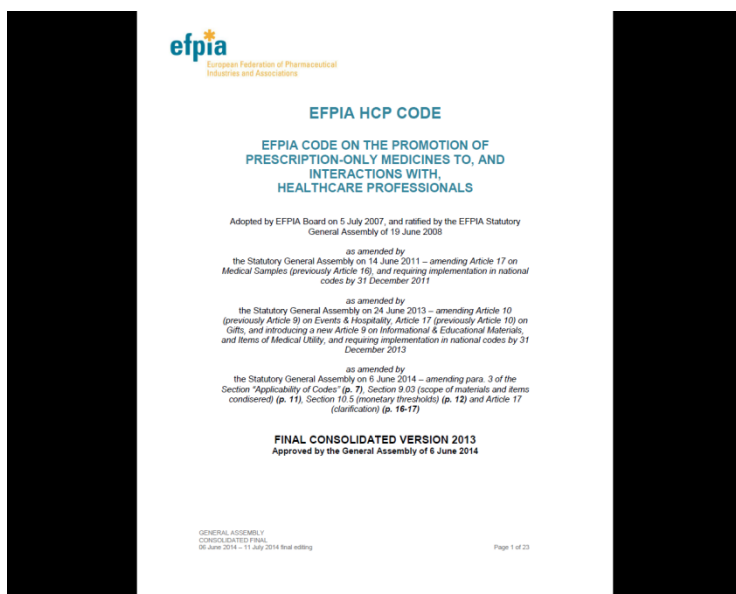 efpia
European Federation of Pharmaceutical
Industries and Associations
EFPIA HCP CODE
EFPIA CODE ON THE PROMOTION OF
PRESCRIPTION-ONLY MEDICINES TO, AND
INTERACTIONS WITH,
HEALTHCARE PROFESSIONALS
Adopted by EFPIA Board on 5 July 2007, and ratified by the EFPIA Statutory
General Assembly of 19 June 2008
as amended by
the Statutory General Assembly on 14 June 2011 – amending Article 17 on
Medical Samples (previously Article 16), and requiring implementation in national
codes by 31 December 2011
as amended by
the Statutory General Assembly on 24 June 2013 – amending Article 10
(previously Article 9) on Events & Hospitality, Article 17 (previously Article 10) on
Gifts, and introducing a new Article 9 on Informational & Educational Materials,
and Items of Medical Utility, and requiring implementation in national codes by 31
December 2013
as amended by
the Statutory General Assembly on 6 June 2014 – amending para. 3 of the
Section "Applicability of Codes" (p. 7), Section 9.03 (scope of materials and items
condisered) (p. 11), Section 10.5 (monetary thresholds) (p. 12) and Article 17
(clarification) (p. 16-17)
FINAL CONSOLIDATED VERSION 2013
Approved by the General Assembly of 6 June 2014
GENERAL ASSEMBLY
CONSOLIDATED FINAL
06 June 2014 – 11 July 2014 final editing Page 1 of 23